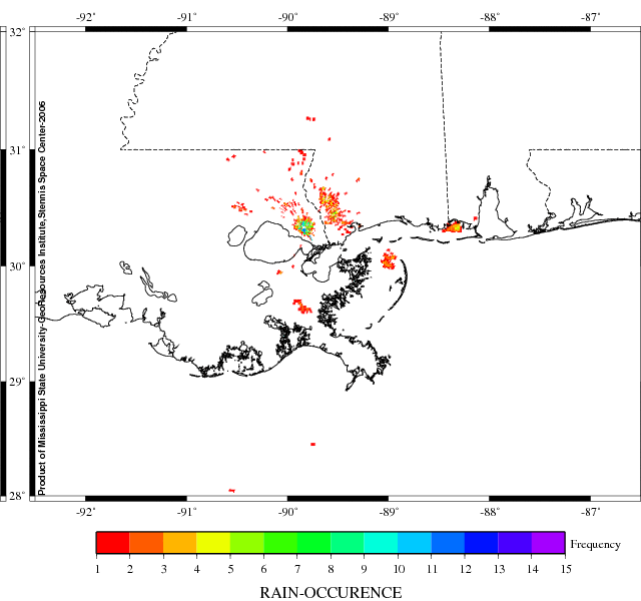 -92° -91° -90° -89° -88° -87°
32°
31°
30°
29°
28°
Product of Mississippi State University-GeoResources Institute,Stennis Space Center-2006
-92° -91° -90° -89° -88° -87°
Frequency
1 2 3 4 5 6 7 8 9 10 11 12 13 14 15
RAIN-OCCURENCE